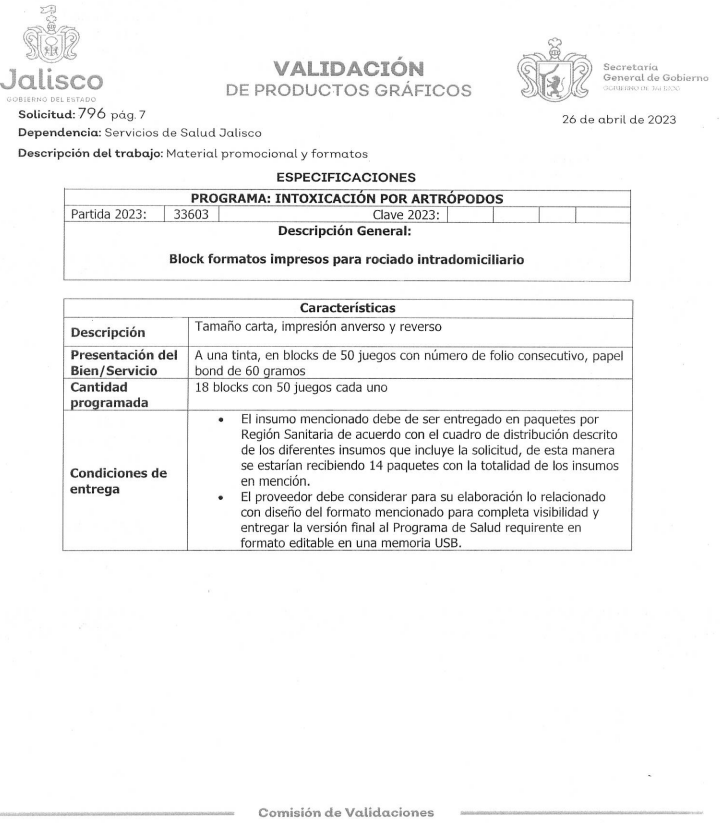 Jalisco
GOBIERNO DEL ESTADO
VALIDACIÓN
DE PRODUCTOS GRÁFICOS
Secretaría
General de Gobierno
GOBIERNO DE JALISCO
Solicitud: 796 pág. 7
26 de abril de 2023
Dependencia: Servicios de Salud Jalisco
Descripción del trabajo: Material promocional y formatos
ESPECIFICACIONES
PROGRAMA: INTOXICACIÓN POR ARTRÓPODOS
Partida 2023: 33603 Clave 2023:
Descripción General:
Block formatos impresos para rociado intradomiciliario
Características
Descripción
Tamaño carta, impresión anverso y reverso
Presentación del
Bien/Servicio
A una tinta, en blocks de 50 juegos con número de folio consecutivo, papel
bond de 60 gramos
Cantidad
programada
18 blocks con 50 juegos cada uno
Condiciones de
entrega
• El insumo mencionado debe de ser entregado en paquetes por
Región Sanitaria de acuerdo con el cuadro de distribución descrito
de los diferentes insumos que incluye la solicitud, de esta manera
se estarían recibiendo 14 paquetes con la totalidad de los insumos
en mención.
• El proveedor debe considerar para su elaboración lo relacionado
con diseño del formato mencionado para completa visibilidad y
entregar la versión final al Programa de Salud requirente en
formato editable en una memoria USB.
Comisión de Validaciones